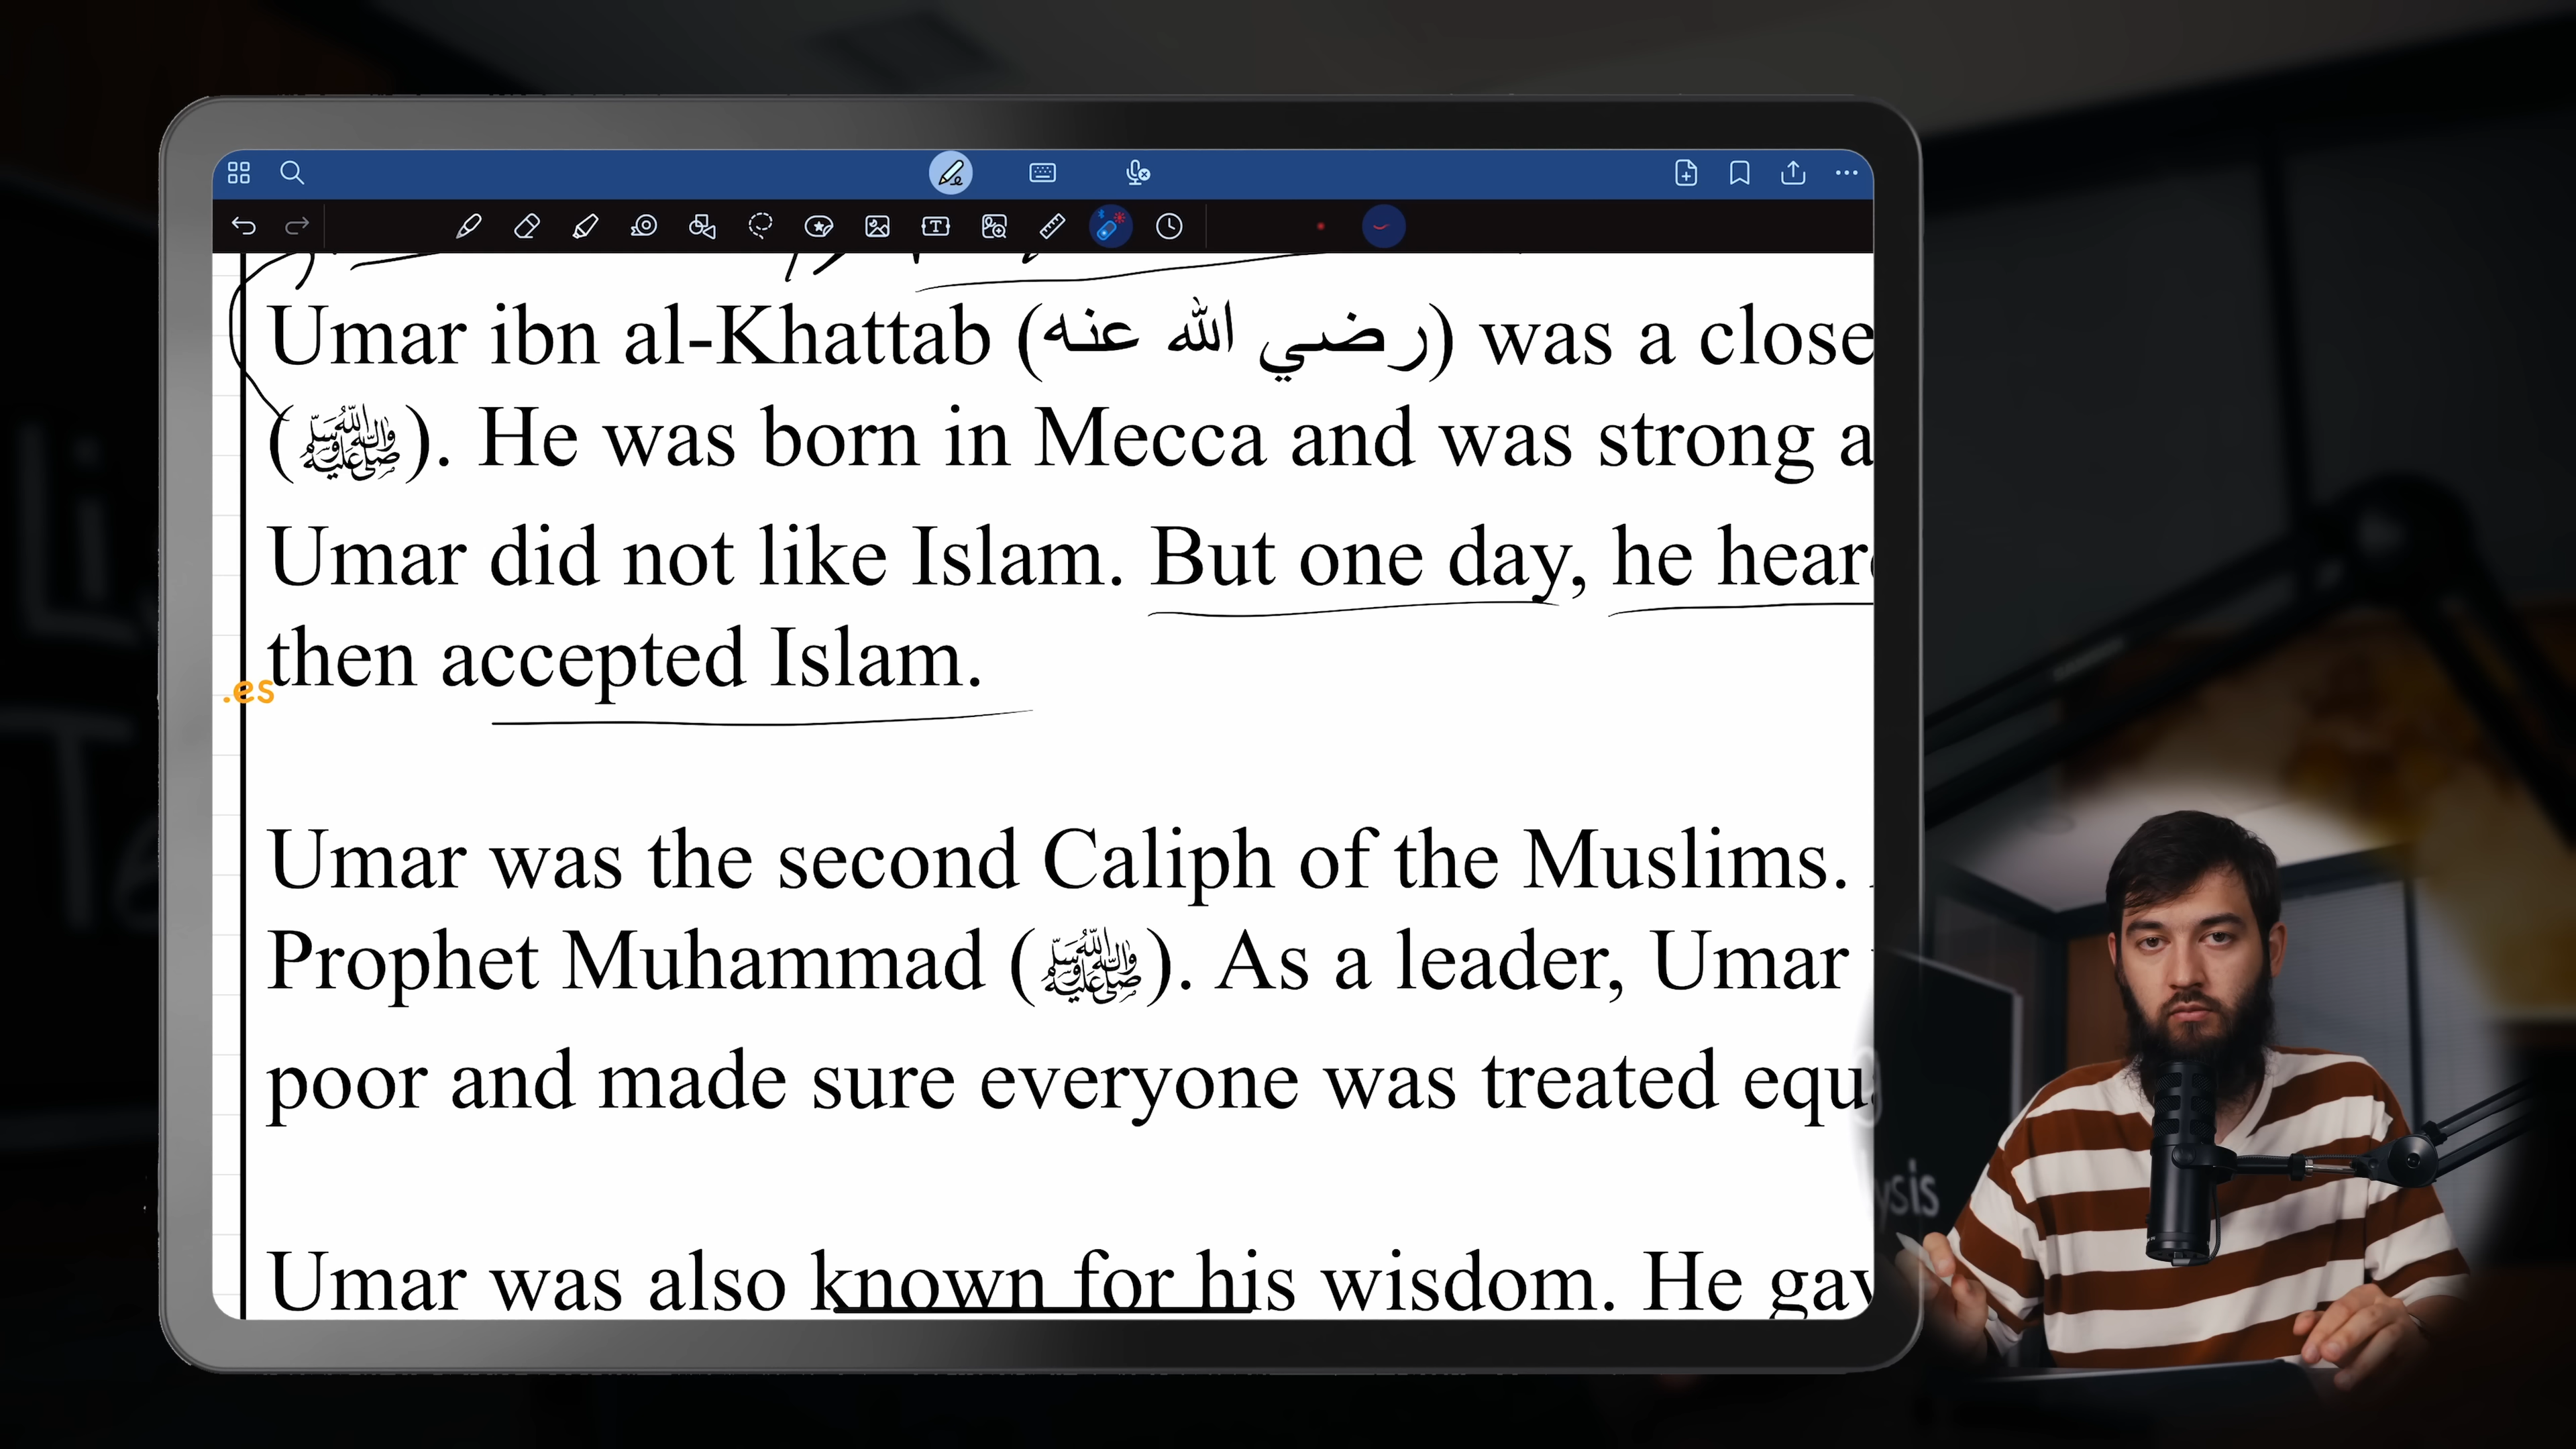 Umar ibn al-Khattab (رضي الله عنه) was a close
(ﷺ). He was born in Mecca and was strong a
Umar did not like Islam. But one day, he heard
then accepted Islam.
.es
Umar was the second Caliph of the Muslims.
Prophet Muhammad (ﷺ). As a leader, Umar
poor and made sure everyone was treated equ
Umar was also known for his wisdom. He gav
ysis